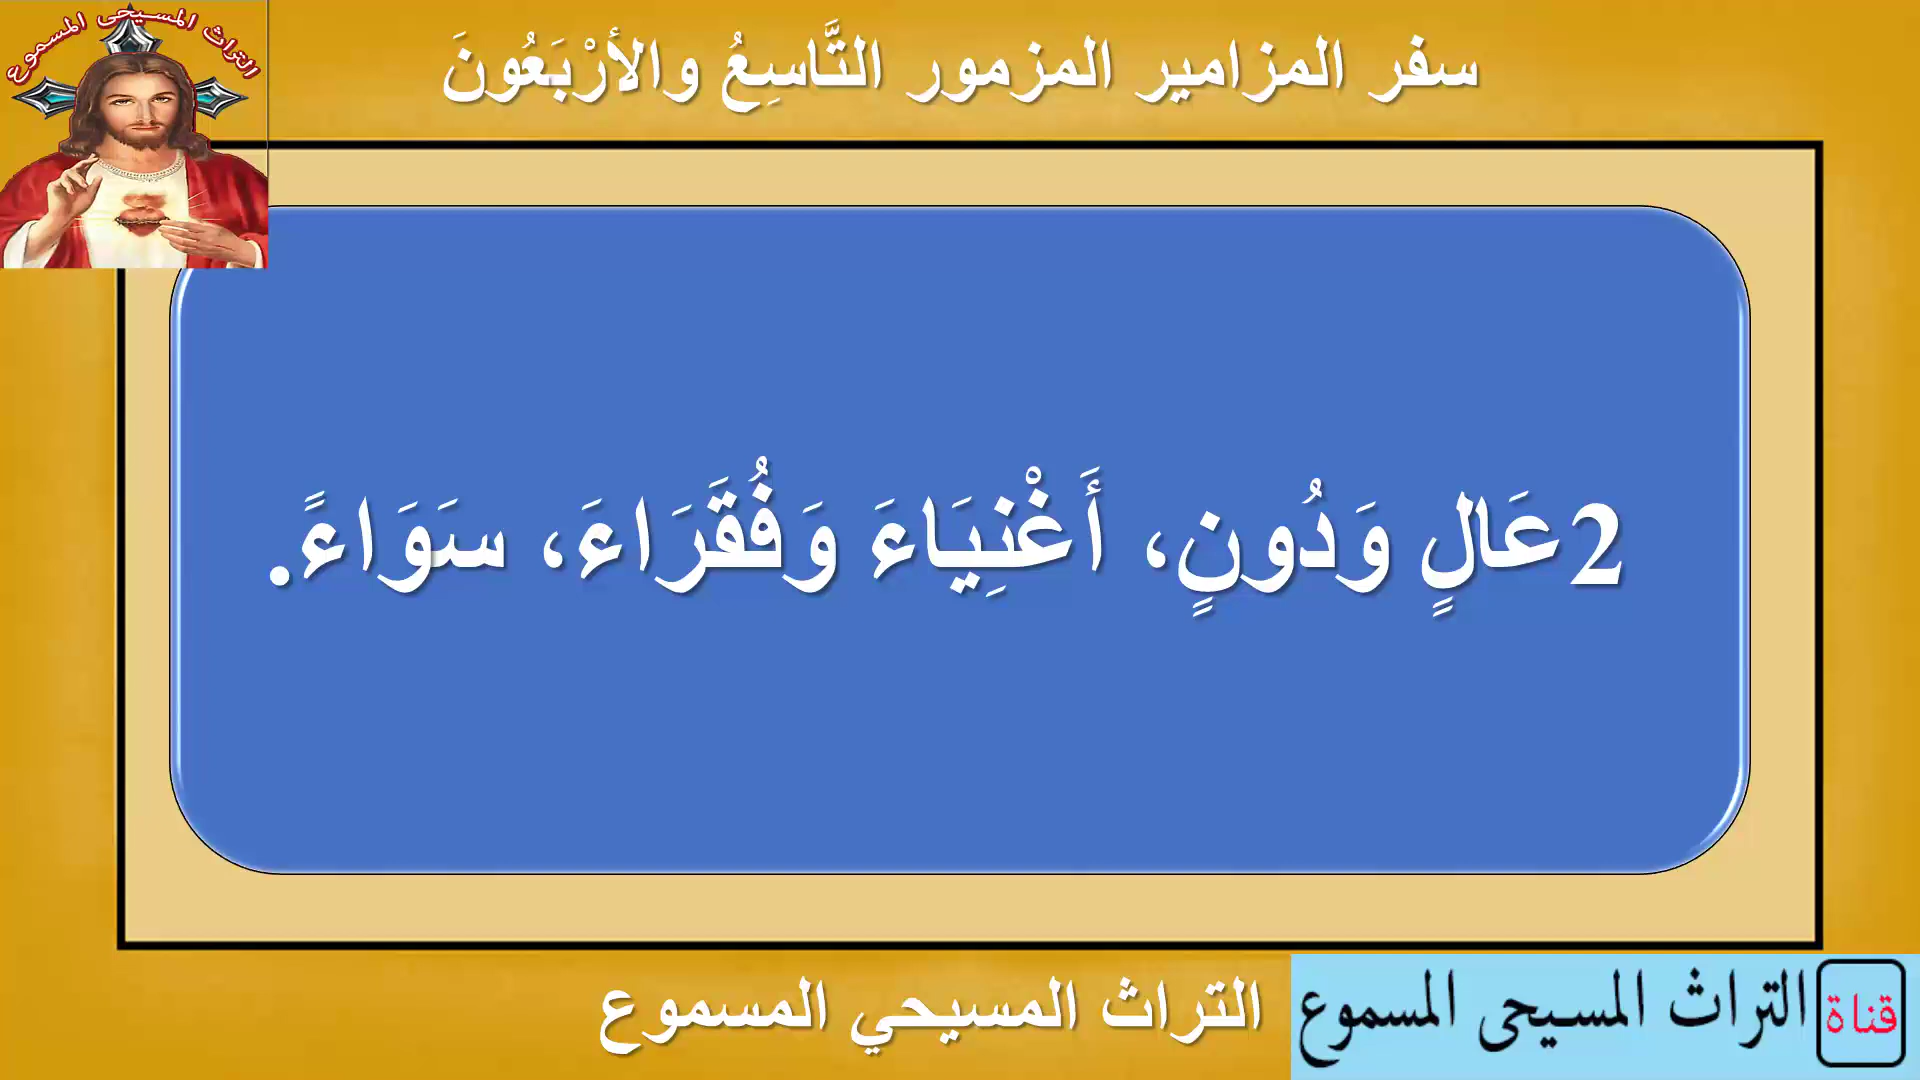 التراث المسيحى المسموع
سفر المزامير المزمور التَّاسِعُ والأرْبَعُونَ
2عَالٍ وَدُونٍ، أَغْنِيَاءَ وَفُقَرَاءَ، سَوَاءً.
التراث المسيحي المسموع
قناة التراث المسيحى المسموع